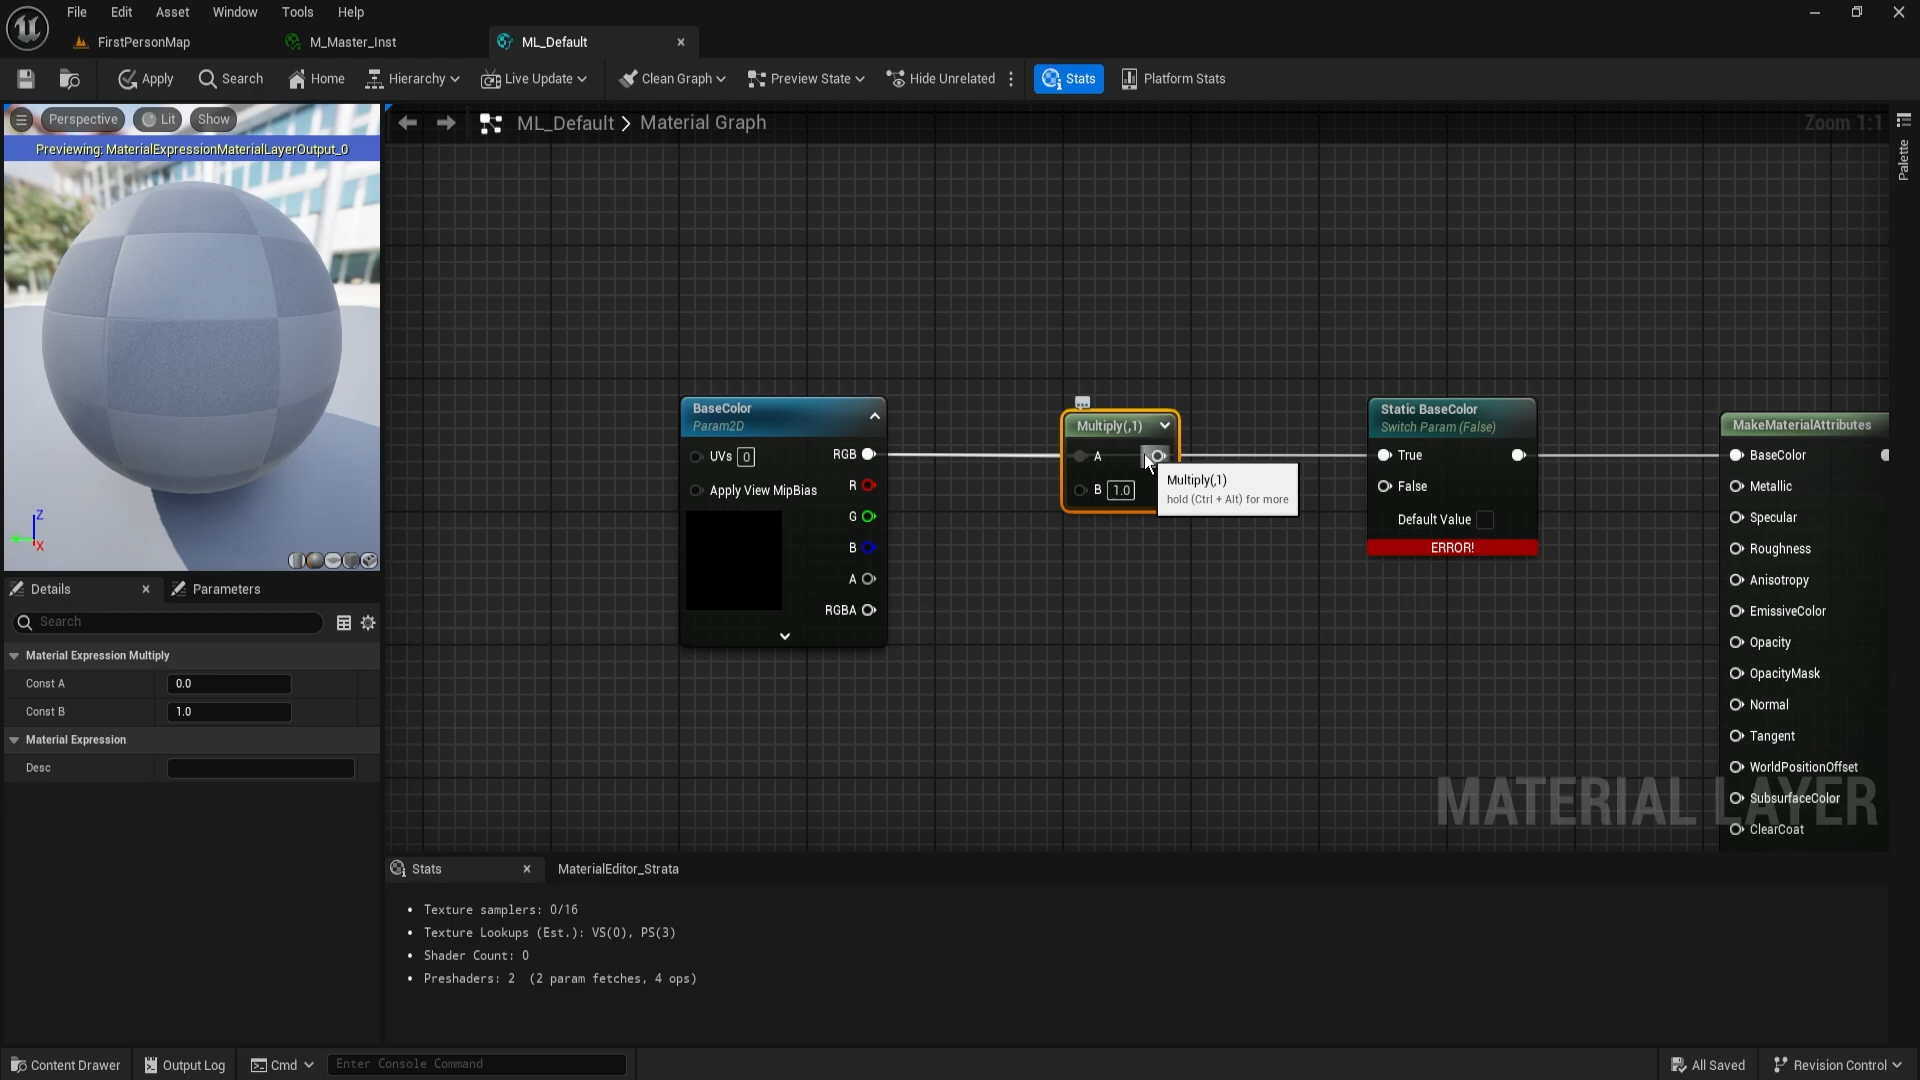 File Edit Asset Window Tools Help
FirstPersonMap M_Master_Inst ML_Default
Apply Search Home Hierarchy Live Update Clean Graph Preview State Hide Unrelated Stats Platform Stats
Perspective Lit Show
Previewing: MaterialExpressionMaterialLayerOutput_0
Z
X
ML_Default > Material Graph
Zoom 1:1
Palette
BaseColor
Param2D
UVs 0
Apply View MipBias
RGB
R
G
B
A
RGBA
Multiply(,1)
A
B 1.0
Multiply(,1)
hold (Ctrl + Alt) for more
Static BaseColor
Switch Param (False)
True
False
Default Value
ERROR!
MakeMaterialAttributes
BaseColor
Metallic
Specular
Roughness
Anisotropy
EmissiveColor
Opacity
OpacityMask
Normal
Tangent
WorldPositionOffset
SubsurfaceColor
ClearCoat
MATERIAL LAYER
Details Parameters
Search
Material Expression Multiply
Const A 0.0
Const B 1.0
Material Expression
Desc
Stats MaterialEditor_Strata
• Texture samplers: 0/16
• Texture Lookups (Est.): VS(0), PS(3)
• Shader Count: 0
• Preshaders: 2 (2 param fetches, 4 ops)
Content Drawer Output Log Cmd Enter Console Command All Saved Revision Control